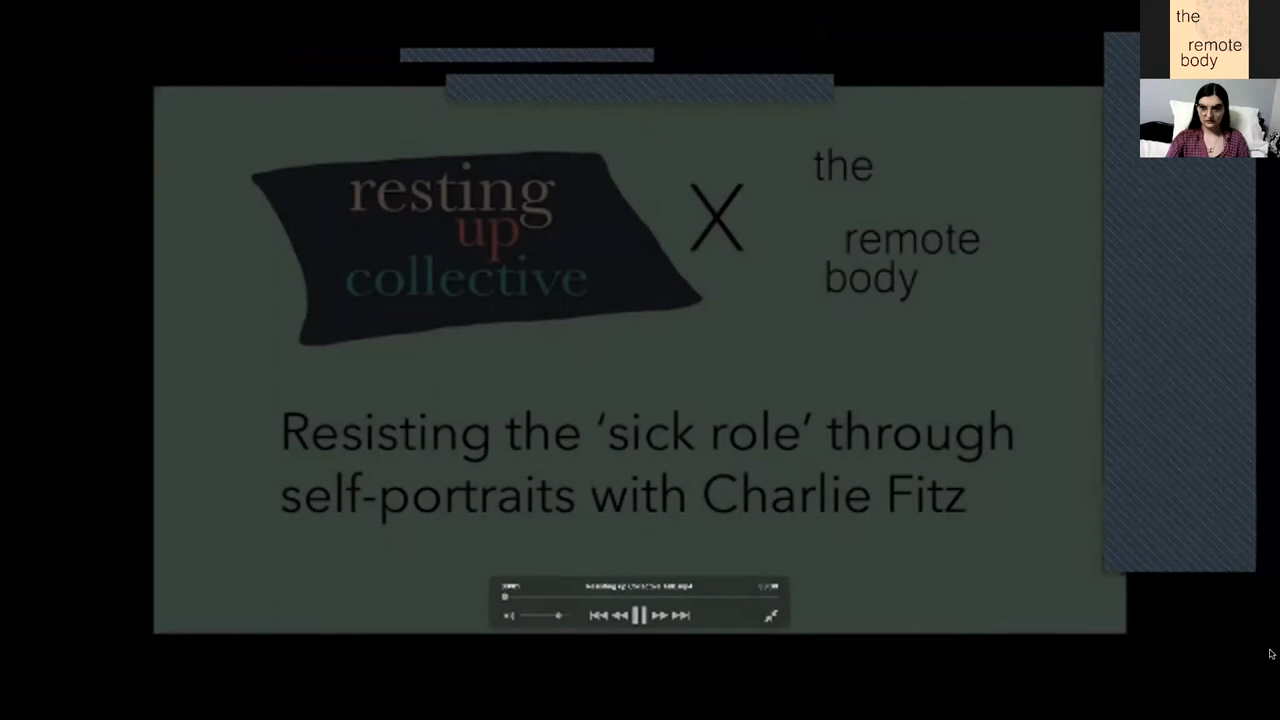 the
remote
body
resting
up
collective
X
the
remote
body
Resisting the ‘sick role’ through
self-portraits with Charlie Fitz